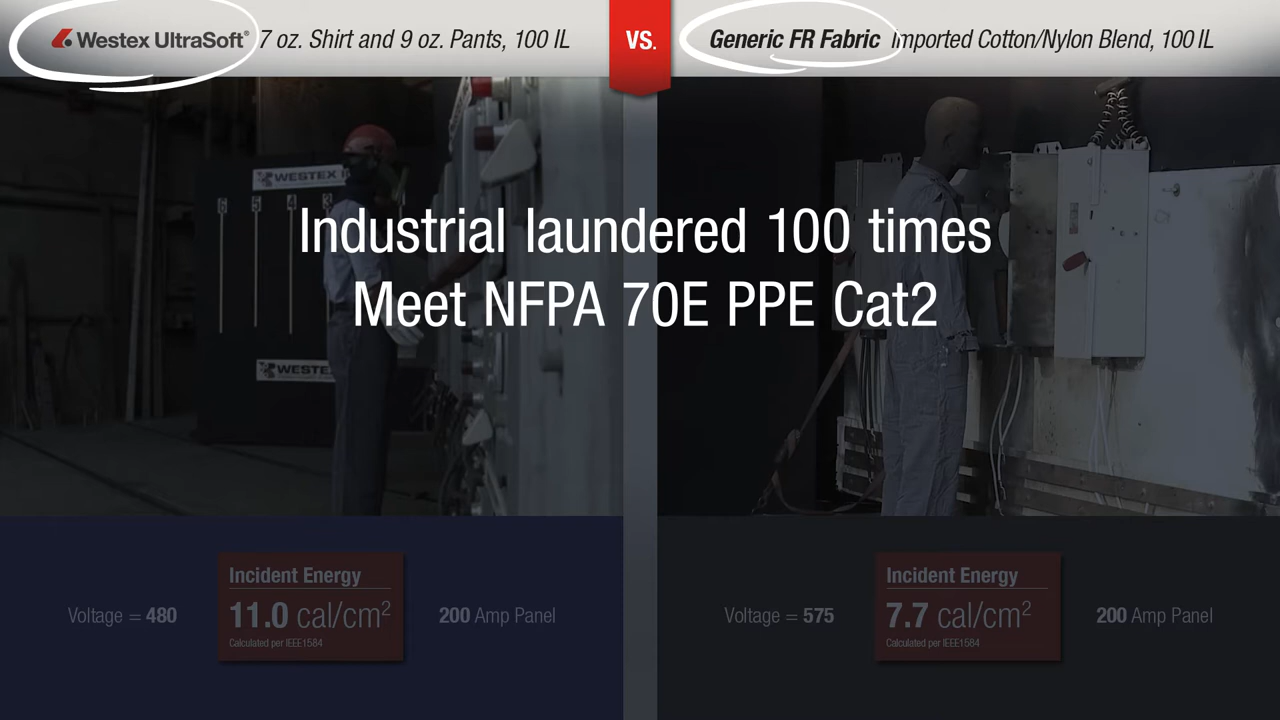 Westex UltraSoft® 7 oz. Shirt and 9 oz. Pants, 100 IL
VS.
Generic FR Fabric Imported Cotton/Nylon Blend, 100 IL
WESTEX
6 5 4 3
Industrial laundered 100 times
Meet NFPA 70E PPE Cat2
WESTE
Voltage = 480
Incident Energy
11.0 cal/cm²
Calculated per IEEE1584
200 Amp Panel
Voltage = 575
Incident Energy
7.7 cal/cm²
Calculated per IEEE1584
200 Amp Panel